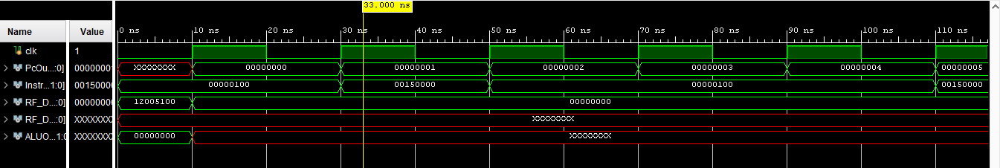 33.000 ns
Name Value 0 ns 10 ns 20 ns 30 ns 40 ns 50 ns 60 ns 70 ns 80 ns 90 ns 100 ns 110 ns
clk 1
PcOu...:0] 00000001 XXXXXXXX 00000000 00000001 00000002 00000003 00000004 00000005
Instr...1:0] 00150000 00000100 00150000 00000100 00150000
RF_D...:0] 00000000 12005100 00000000
RF_D...:0] XXXXXXXX XXXXXXXX
ALUO...1:0] XXXXXXXX 00000000 XXXXXXXX